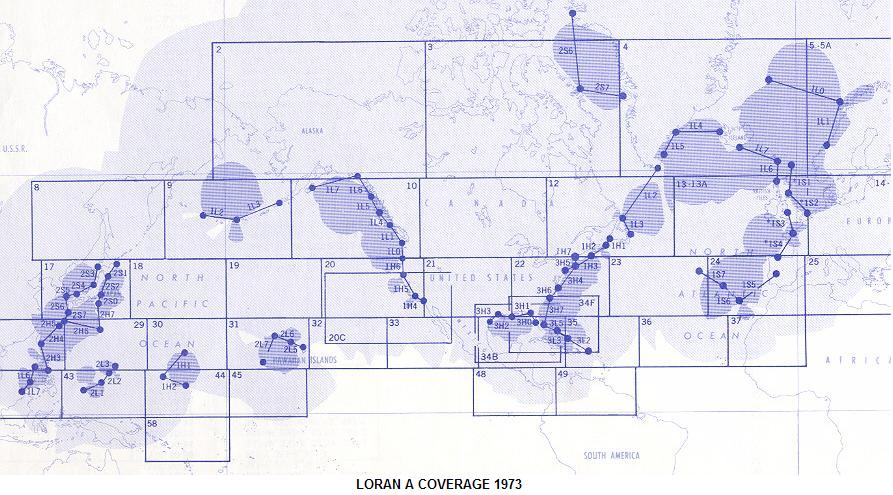 2
3
4
5 -5A
2S6
2S7
1L0
1L1
ALASKA
U.S.S.R.
1L4
1L5
1L7
1L6
8
9
10
12
13 -13A
14
1L2
1L3
1L7
1L6
1L5
1L4
1L1
1L0
CANADA
1L2
1L3
*1S1
*1S2
*1S3
*1S4
EUROP
1H6
1H5
1H4
1H7
1H2
1H1
1H3
3H5
3H4
NORTH
ATLANTIC
OCEAN
17
18
19
20
21
22
23
24
25
2S3
2S1
2S4
2S2
2S5
2S0
2S6
2S7
2H5
2H6
2H4
2H3
NORTH
PACIFIC
OCEAN
UNITED STATES
3H6
3H7
3H1
3H3
3H2
3H0
3L5
3L3
3L2
34F
35
34B
1S7
1S6
1S5
29
30
31
32
33
36
37
20C
2L6
2L7
2L5
HAWAIIAN ISLANDS
AFRICA
1H1
1H2
2L3
2L2
2L1
1L6
1L7
43
44
45
48
49
58
SOUTH AMERICA
LORAN A COVERAGE 1973